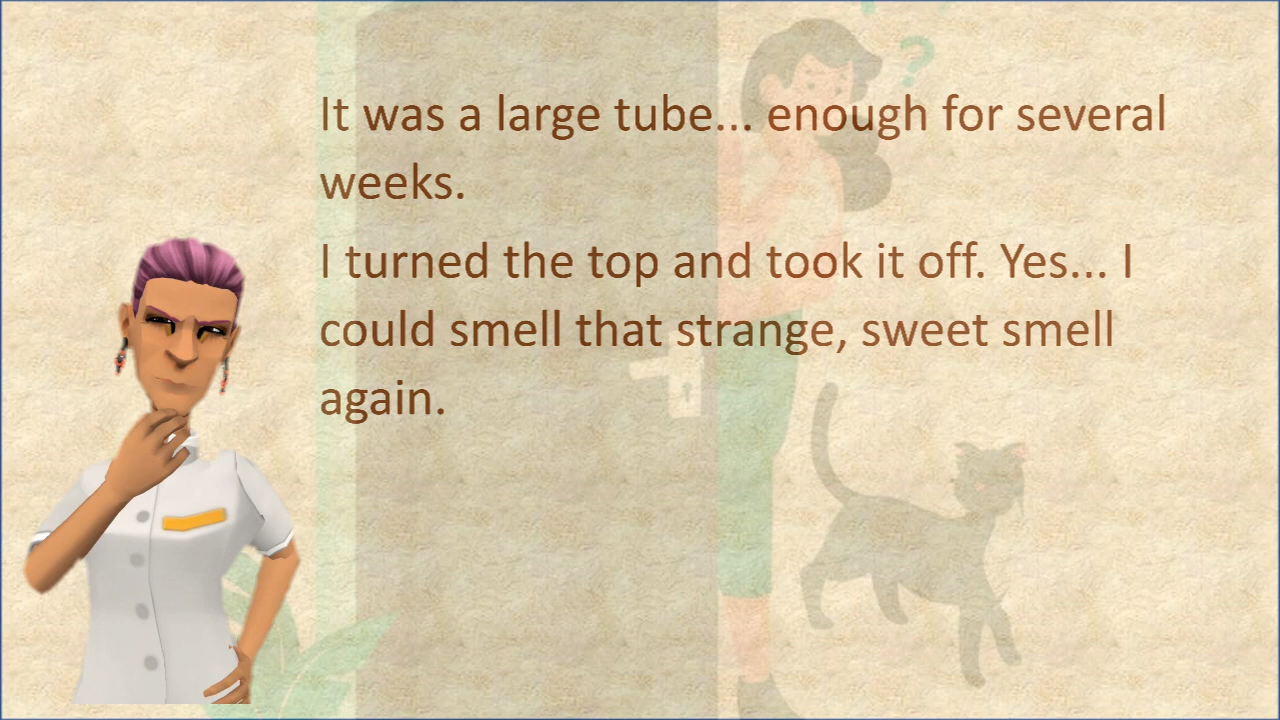 It was a large tube... enough for several
weeks.
I turned the top and took it off. Yes... I
could smell that strange, sweet smell
again.
?